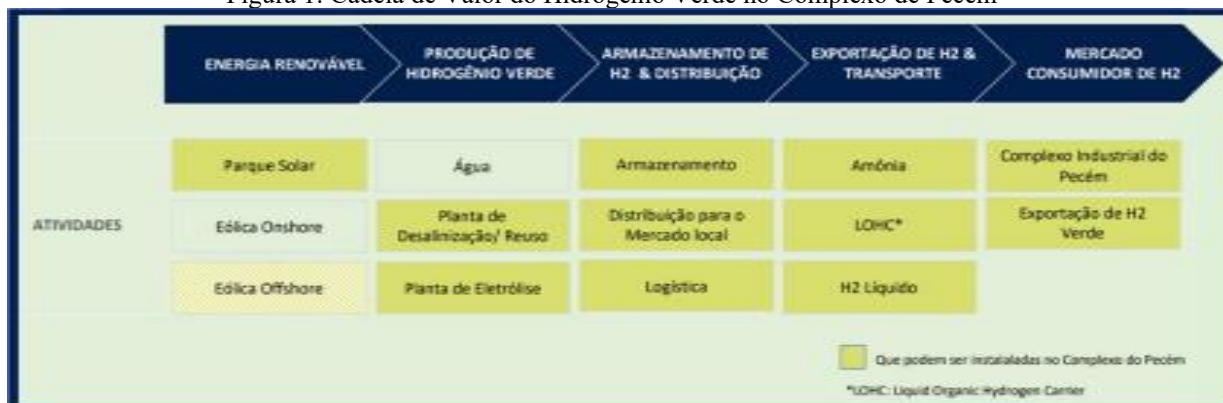 Figura 1: Cadeia de Valor do Hidrogênio Verde no Complexo de Pecém
ENERGIA RENOVÁVEL
PRODUÇÃO DE
HIDROGÊNIO VERDE
ARMAZENAMENTO DE
H2 & DISTRIBUIÇÃO
EXPORTAÇÃO DE H2 &
TRANSPORTE
MERCADO
CONSUMIDOR DE H2
ATIVIDADES
Parque Solar
Água
Armazenamento
Amônia
Complexo Industrial do
Pecém
Eólica Onshore
Planta de
Desalinização/ Reuso
Distribuição para o
Mercado local
LOHC*
Exportação de H2
Verde
Eólica Offshore
Planta de Eletrólise
Logística
H2 Líquido
Que podem ser instaladas no Complexo do Pecém
*LOHC: Liquid Organic Hydrogen Carrier